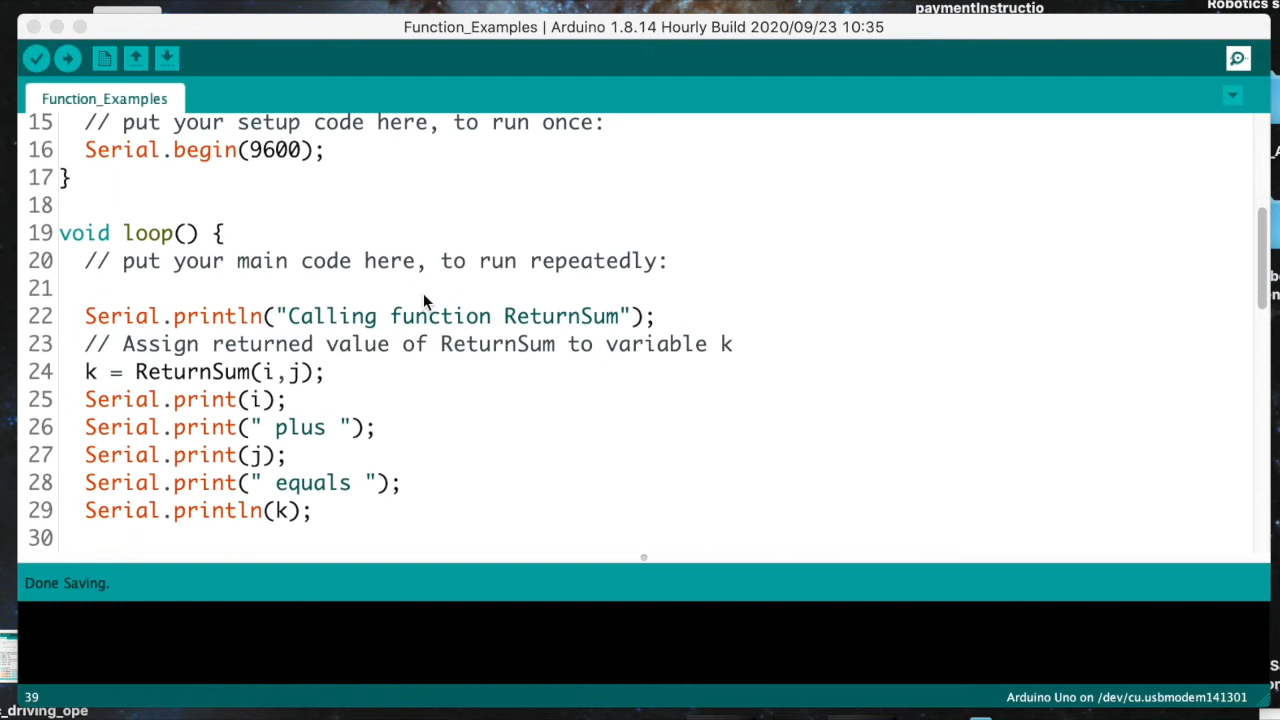 paymentInstructio
Robotics s
Function_Examples | Arduino 1.8.14 Hourly Build 2020/09/23 10:35
Function_Examples
15 // put your setup code here, to run once:
16 Serial.begin(9600);
17 }
18
19 void loop() {
20 // put your main code here, to run repeatedly:
21
22 Serial.println("Calling function ReturnSum");
23 // Assign returned value of ReturnSum to variable k
24 k = ReturnSum(i,j);
25 Serial.print(i);
26 Serial.print(" plus ");
27 Serial.print(j);
28 Serial.print(" equals ");
29 Serial.println(k);
30
Done Saving.
39
Arduino Uno on /dev/cu.usbmodem141301
c_driving_ope